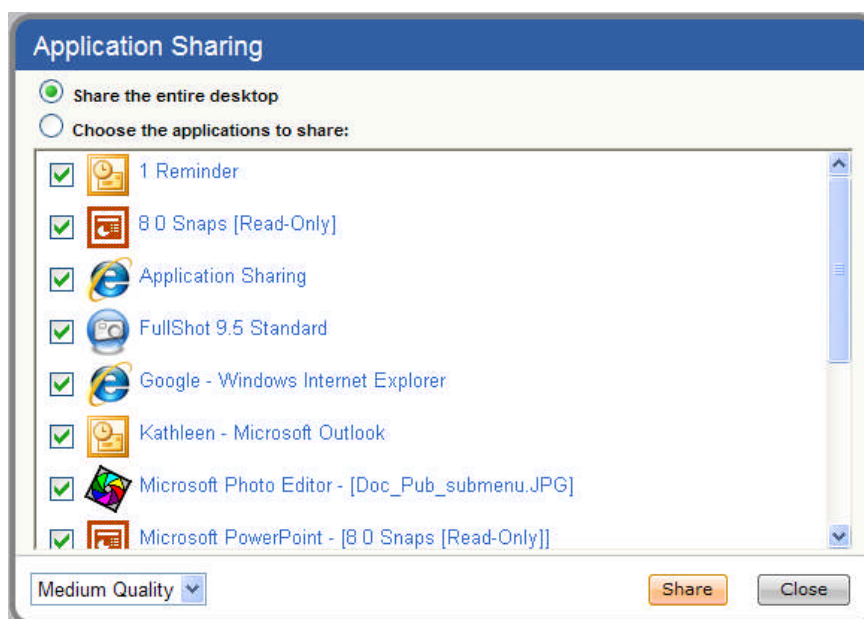 Application Sharing
Share the entire desktop
Choose the applications to share:
1 Reminder
8 0 Snaps [Read-Only]
Application Sharing
FullShot 9.5 Standard
Google - Windows Internet Explorer
Kathleen - Microsoft Outlook
Microsoft Photo Editor - [Doc_Pub_submenu.JPG]
Microsoft PowerPoint - [8 0 Snaps [Read-Only]]
Medium Quality Share Close